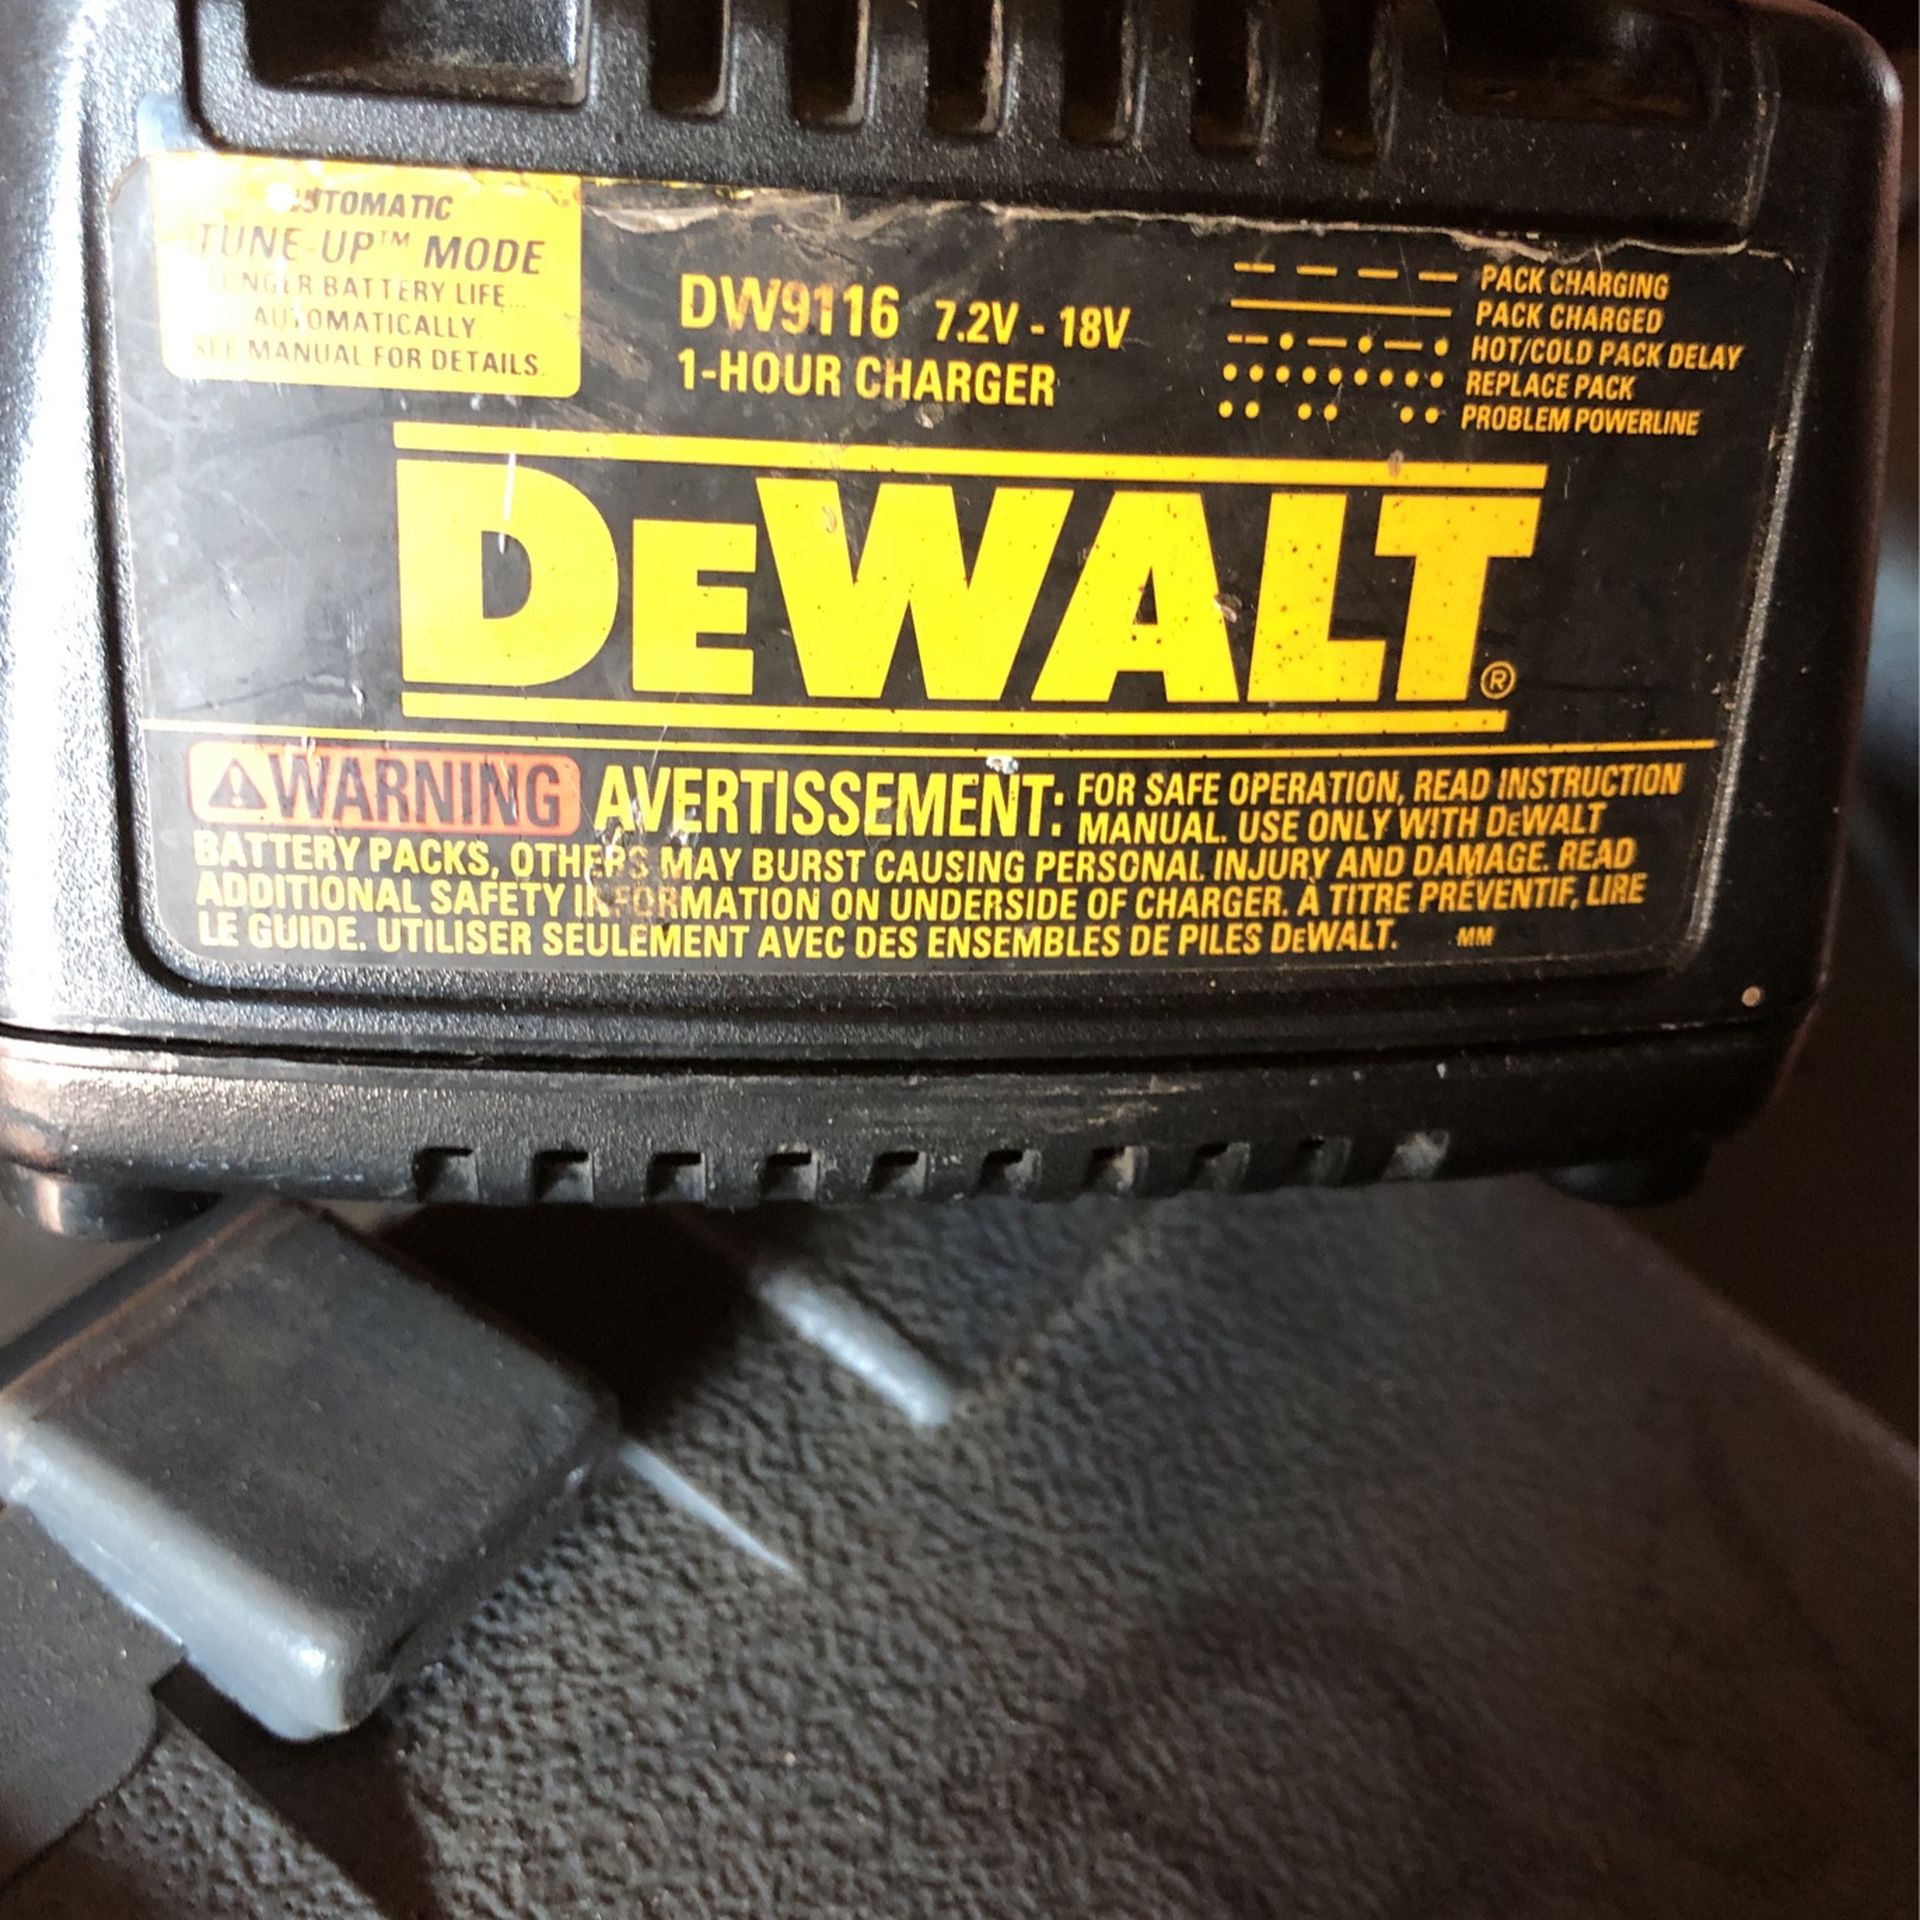 AUTOMATIC
TUNE-UP™ MODE
LONGER BATTERY LIFE...
AUTOMATICALLY.
SEE MANUAL FOR DETAILS.
DW9116 7.2V - 18V
1-HOUR CHARGER
PACK CHARGING
PACK CHARGED
HOT/COLD PACK DELAY
REPLACE PACK
PROBLEM POWERLINE
DEWALT®
WARNING AVERTISSEMENT: FOR SAFE OPERATION, READ INSTRUCTION
MANUAL. USE ONLY WITH DEWALT
BATTERY PACKS, OTHERS MAY BURST CAUSING PERSONAL INJURY AND DAMAGE. READ
ADDITIONAL SAFETY INFORMATION ON UNDERSIDE OF CHARGER. À TITRE PRÉVENTIF, LIRE
LE GUIDE. UTILISER SEULEMENT AVEC DES ENSEMBLES DE PILES DEWALT. MM